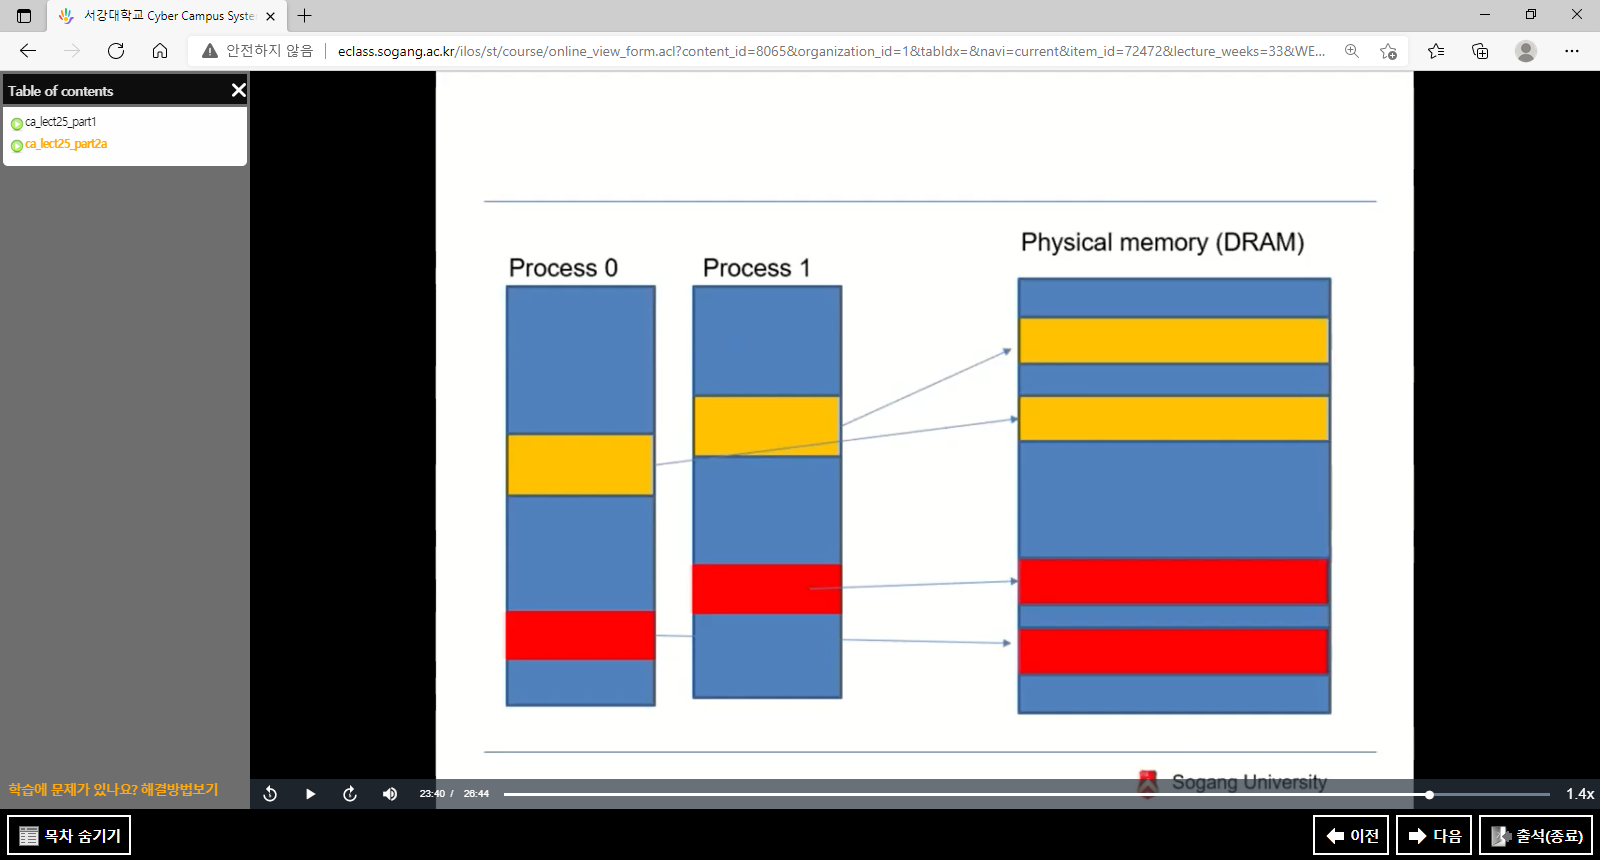 서강대학교 Cyber Campus Syste
안전하지 않음
eclass.sogang.ac.kr/ilos/st/course/online_view_form.acl?content_id=8065&organization_id=1&tabIdx=&navi=current&item_id=72472&lecture_weeks=33&WE...
Table of contents
ca_lect25_part1
ca_lect25_part2a
Physical memory (DRAM)
Process 0
Process 1
Sogang University
학습에 문제가 있나요? 해결방법보기
23:40 / 26:44
1.4x
목차 숨기기
이전
다음
출석(종료)